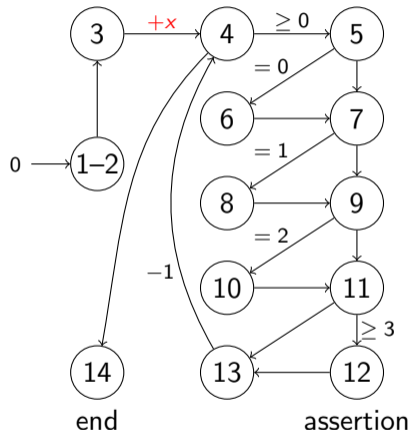 3 +x 4 ≥ 0 5
= 0
6 7
0 1–2 = 1
8 9
= 2
−1 10 11
≥ 3
14 13 12
end assertion